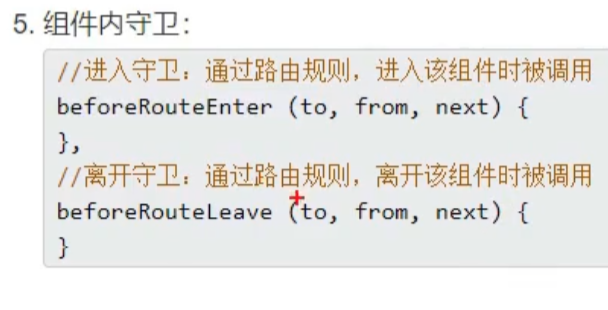 5. 组件内守卫：
//进入守卫：通过路由规则，进入该组件时被调用
beforeRouteEnter (to, from, next) {
},
//离开守卫：通过路由规则，离开该组件时被调用
beforeRouteLeave (to, from, next) {
}